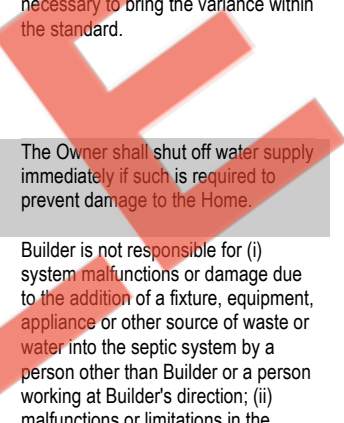 necessary to bring the variance within
the standard.
The Owner shall shut off water supply
immediately if such is required to
prevent damage to the Home.
Builder is not responsible for (i)
system malfunctions or damage due
to the addition of a fixture, equipment,
appliance or other source of waste or
water into the septic system by a
person other than Builder or a person
working at Builder's direction; (ii)
malfunctions or limitations in the